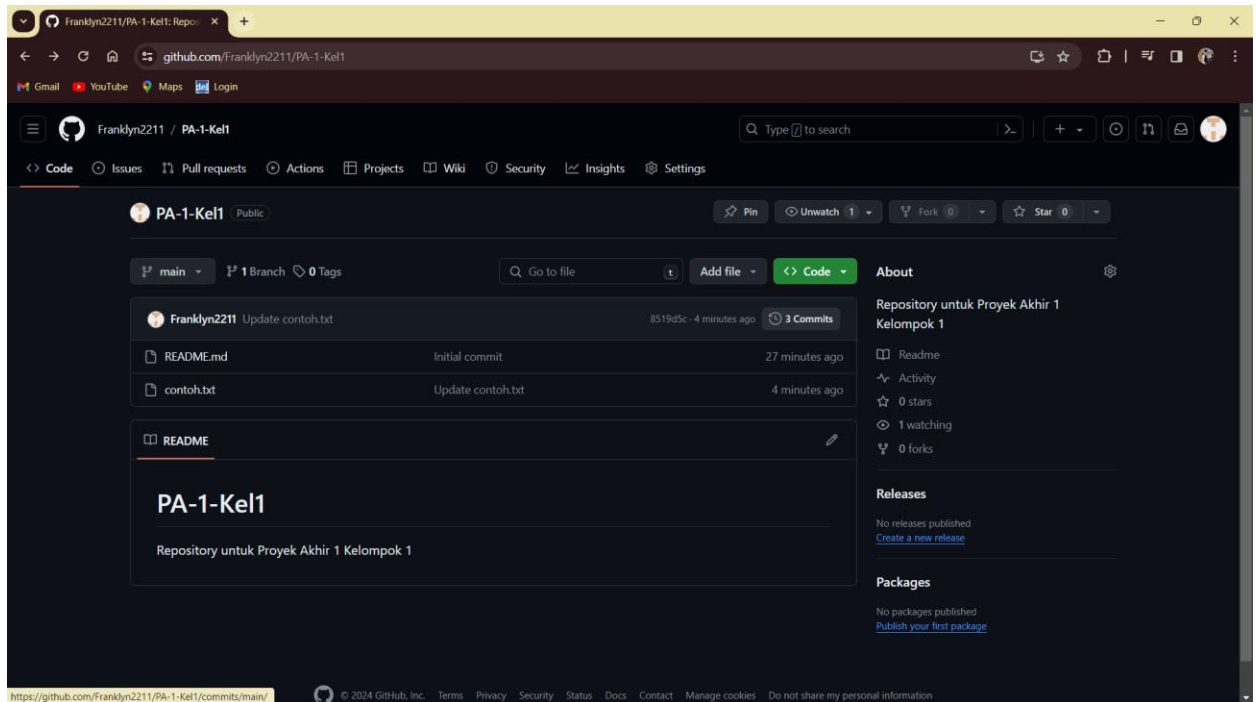 Franklyn2211/PA-1-Kel1: Repos
github.com/Franklyn2211/PA-1-Kel1
Gmail YouTube Maps del Login
Franklyn2211 / PA-1-Kel1 Type / to search
Code Issues Pull requests Actions Projects Wiki Security Insights Settings
PA-1-Kel1 Public Pin Unwatch 1 Fork 0 Star 0
main 1 Branch 0 Tags Go to file t Add file Code
Franklyn2211 Update contoh.txt 8519d5c · 4 minutes ago 3 Commits
README.md Initial commit 27 minutes ago
contoh.txt Update contoh.txt 4 minutes ago
README
PA-1-Kel1
Repository untuk Proyek Akhir 1 Kelompok 1
About
Repository untuk Proyek Akhir 1
Kelompok 1
Readme
Activity
0 stars
1 watching
0 forks
Releases
No releases published
Create a new release
Packages
No packages published
Publish your first package
https://github.com/Franklyn2211/PA-1-Kel1/commits/main/
© 2024 GitHub, Inc. Terms Privacy Security Status Docs Contact Manage cookies Do not share my personal information